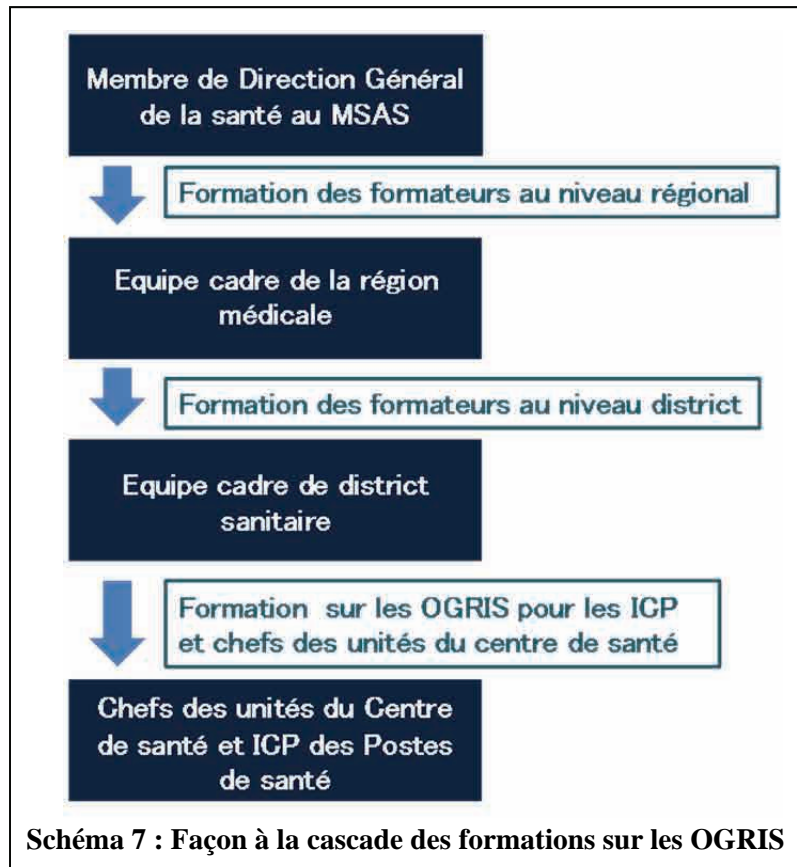 Membre de Direction Général
de la santé au MSAS
Formation des formateurs au niveau régional
Equipe cadre de la région
médicale
Formation des formateurs au niveau district
Equipe cadre de district
sanitaire
Formation sur les OGRIS pour les ICP
et chefs des unités du centre de santé
Chefs des unités du Centre
de santé et ICP des Postes
de santé
Schéma 7 : Façon à la cascade des formations sur les OGRIS